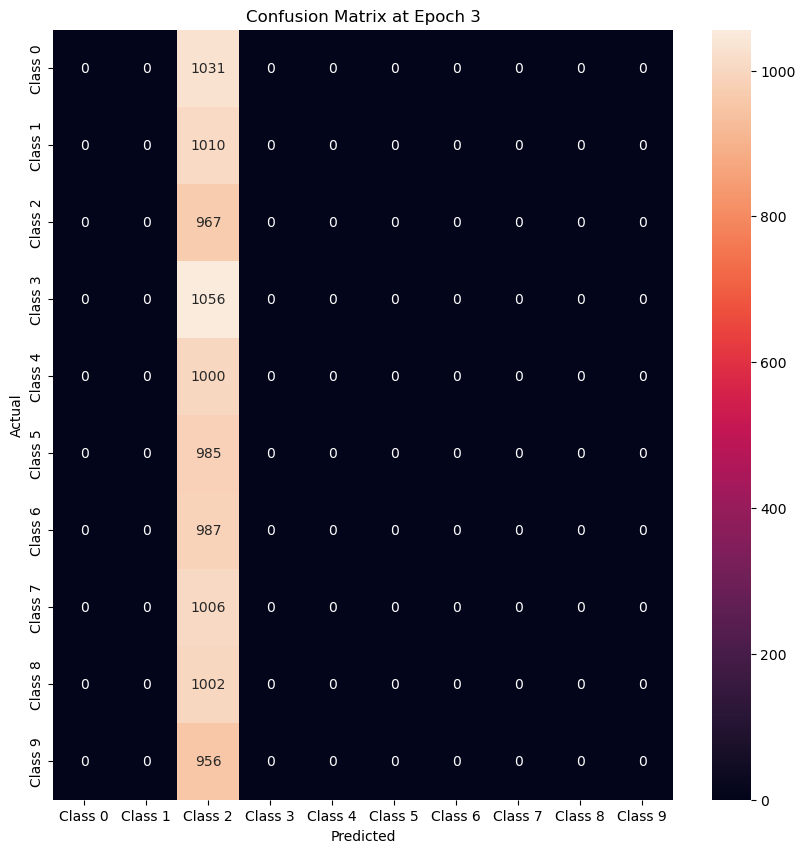 Confusion Matrix at Epoch 3
Class 0 0 0 1031 0 0 0 0 0 0 0
Class 1 0 0 1010 0 0 0 0 0 0 0
Class 2 0 0 967 0 0 0 0 0 0 0
Class 3 0 0 1056 0 0 0 0 0 0 0
Class 4 0 0 1000 0 0 0 0 0 0 0
Class 5 0 0 985 0 0 0 0 0 0 0
Class 6 0 0 987 0 0 0 0 0 0 0
Class 7 0 0 1006 0 0 0 0 0 0 0
Class 8 0 0 1002 0 0 0 0 0 0 0
Class 9 0 0 956 0 0 0 0 0 0 0
Class 0 Class 1 Class 2 Class 3 Class 4 Class 5 Class 6 Class 7 Class 8 Class 9
Predicted
Actual
1000
800
600
400
200
0